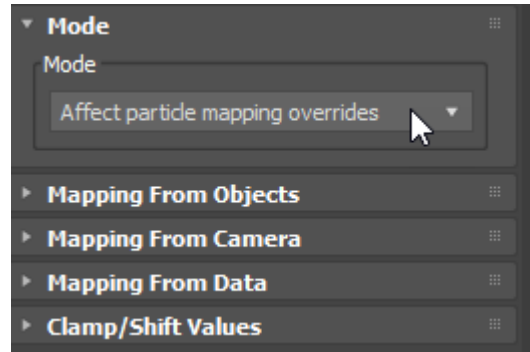 Mode
Mode
Affect particle mapping overrides
Mapping From Objects
Mapping From Camera
Mapping From Data
Clamp/Shift Values